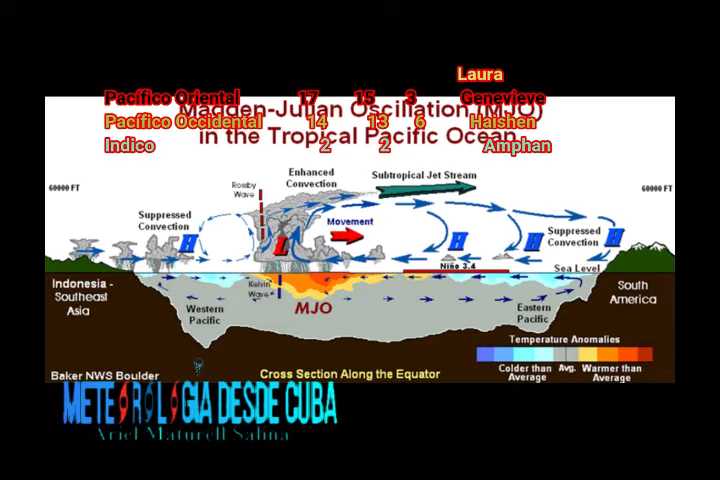 Laura
Pacífico Oriental 17 15 3 Genevieve
Madden-Julian Oscillation (MJO)
Pacífico Occidental 14 13 6 Haishen
in the Tropical Pacific Ocean
Indico 2 2 Amphan
Enhanced
Convection
Subtropical Jet Stream
Rossby
Wave
60000 FT
60000 FT
Suppressed
Convection
Movement
H
L
H
H
H
Suppressed
Convection
Niño 3.4
Sea Level
Indonesia -
Southeast
Asia
Kelvin
Wave
South
America
Western
Pacific
MJO
Eastern
Pacific
Temperature Anomalies
Colder than
Average
Avg.
Warmer than
Average
Baker NWS Boulder
Cross Section Along the Equator
METEOROLOGIA DESDE CUBA
Ariel Maturell Salina